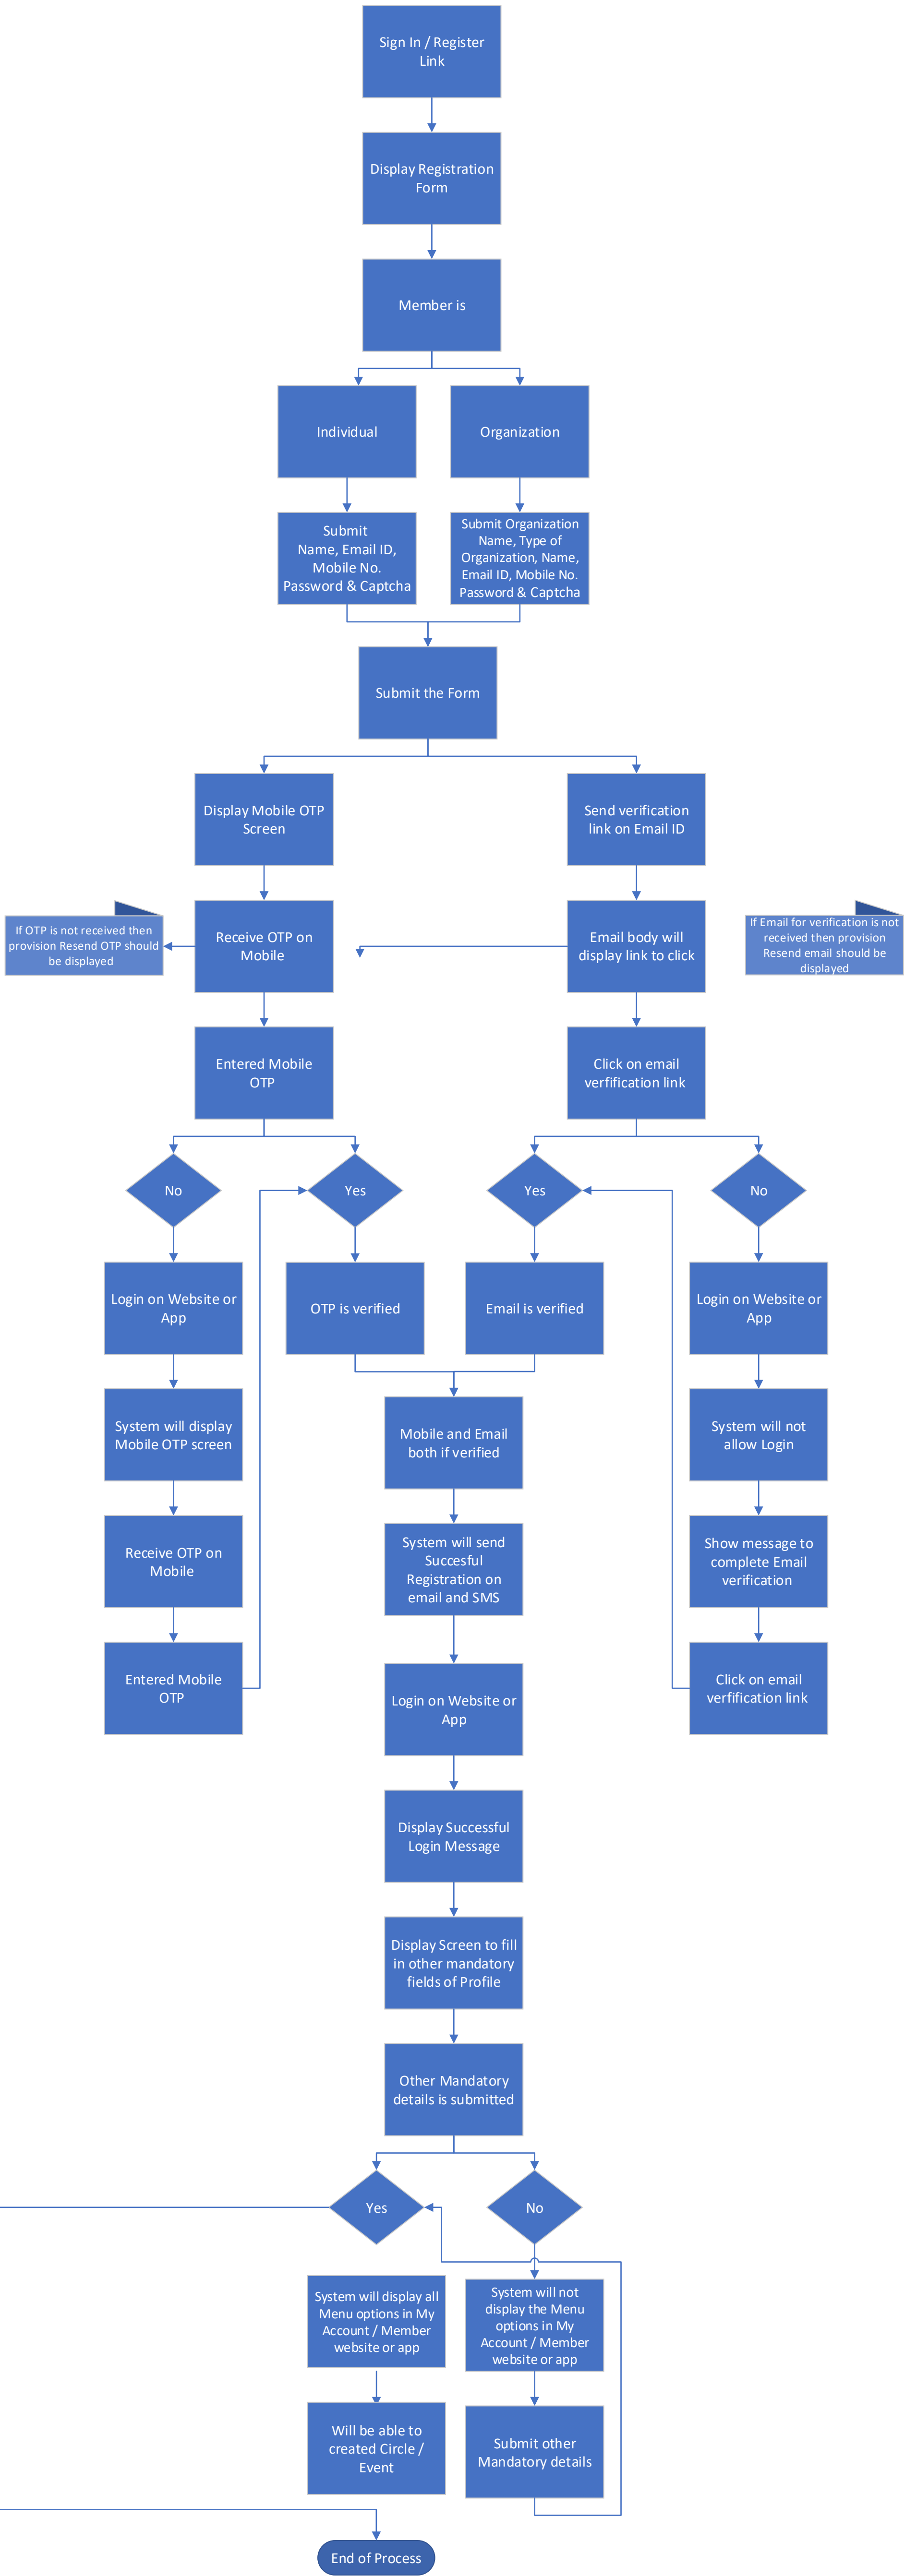 Sign In / Register
Link
Display Registration
Form
Member is
Individual
Organization
Submit
Name, Email ID,
Mobile No.
Password & Captcha
Submit Organization
Name, Type of
Organization, Name,
Email ID, Mobile No.
Password & Captcha
Submit the Form
Display Mobile OTP
Screen
Send verification
link on Email ID
If OTP is not received then
provision Resend OTP should
be displayed
Receive OTP on
Mobile
Email body will
display link to click
If Email for verification is not
received then provision
Resend email should be
displayed
Entered Mobile
OTP
Click on email
verfification link
No
Yes
Yes
No
Login on Website or
App
OTP is verified
Email is verified
Login on Website or
App
System will display
Mobile OTP screen
Mobile and Email
both if verified
System will not
allow Login
Receive OTP on
Mobile
System will send
Succesful
Registration on
email and SMS
Show message to
complete Email
verification
Entered Mobile
OTP
Login on Website or
App
Click on email
verfification link
Display Successful
Login Message
Display Screen to fill
in other mandatory
fields of Profile
Other Mandatory
details is submitted
Yes
No
System will display all
Menu options in My
Account / Member
website or app
System will not
display the Menu
options in My
Account / Member
website or app
Will be able to
created Circle /
Event
Submit other
Mandatory details
End of Process